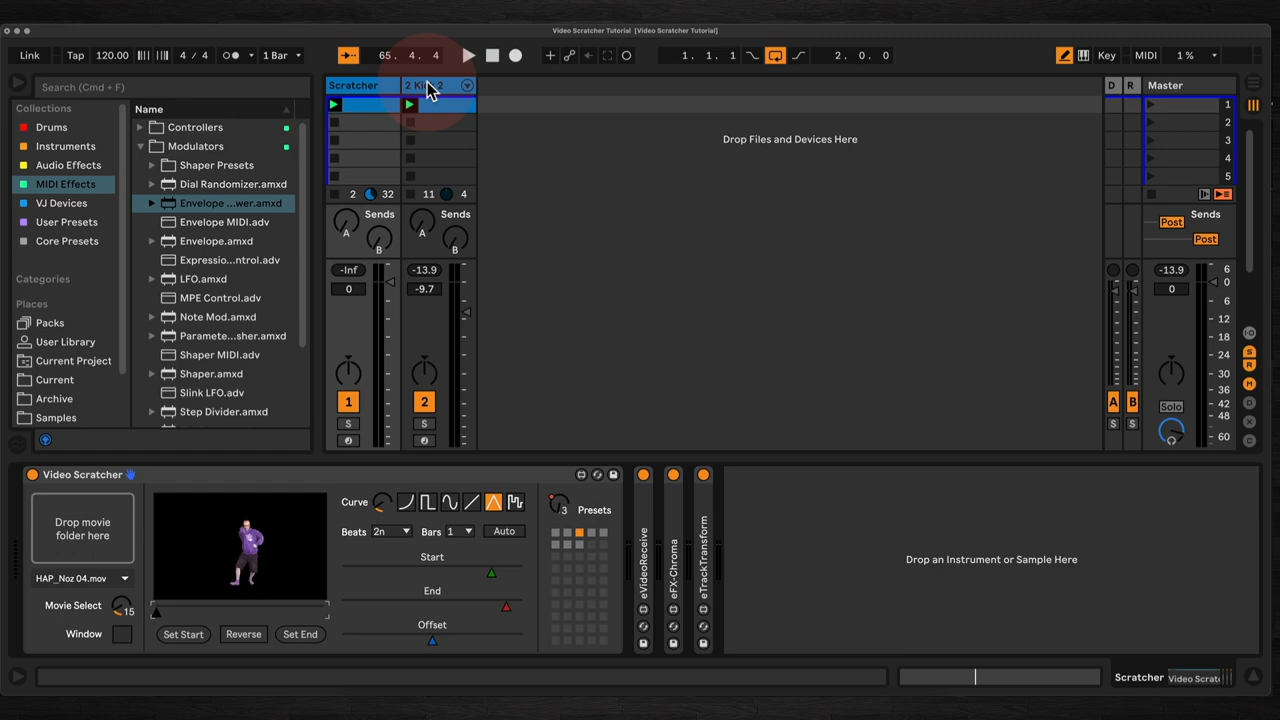 Video Scratcher Tutorial [Video Scratcher Tutorial]
Link Tap 120.00 4 / 4 1 Bar 65. 4. 4 1. 1. 1 2. 0. 0 Key MIDI 1 %
Search (Cmd + F)
Collections
Drums
Instruments
Audio Effects
MIDI Effects
VJ Devices
User Presets
Core Presets
Categories
Places
Packs
User Library
Current Project
Current
Archive
Samples
Name
Controllers
Modulators
Shaper Presets
Dial Randomizer.amxd
Envelope ...wer.amxd
Envelope MIDI.adv
Envelope.amxd
Expressio...ntrol.adv
LFO.amxd
MPE Control.adv
Note Mod.amxd
Paramete...sher.amxd
Shaper MIDI.adv
Shaper.amxd
Slink LFO.adv
Step Divider.amxd
Scratcher
2 32
Sends
A
B
-Inf
0
1
S
2
11 4
Sends
A
B
-13.9
-9.7
2
S
Drop Files and Devices Here
D R
A B
S S
Master
1
2
3
4
5
Sends
Post
Post
-13.9
0
Solo
6
0
6
12
18
24
30
36
42
48
60
I·O
S
R
M
D
X
C
Video Scratcher
Drop movie
folder here
HAP_Noz 04.mov
Movie Select 15
Window
Set Start Reverse Set End
Curve
Beats 2n Bars 1 Auto
Start
End
Offset
3 Presets
eVideoReceive
eFX-Chroma
eTrackTransform
Drop an Instrument or Sample Here
Scratcher Video Scrat